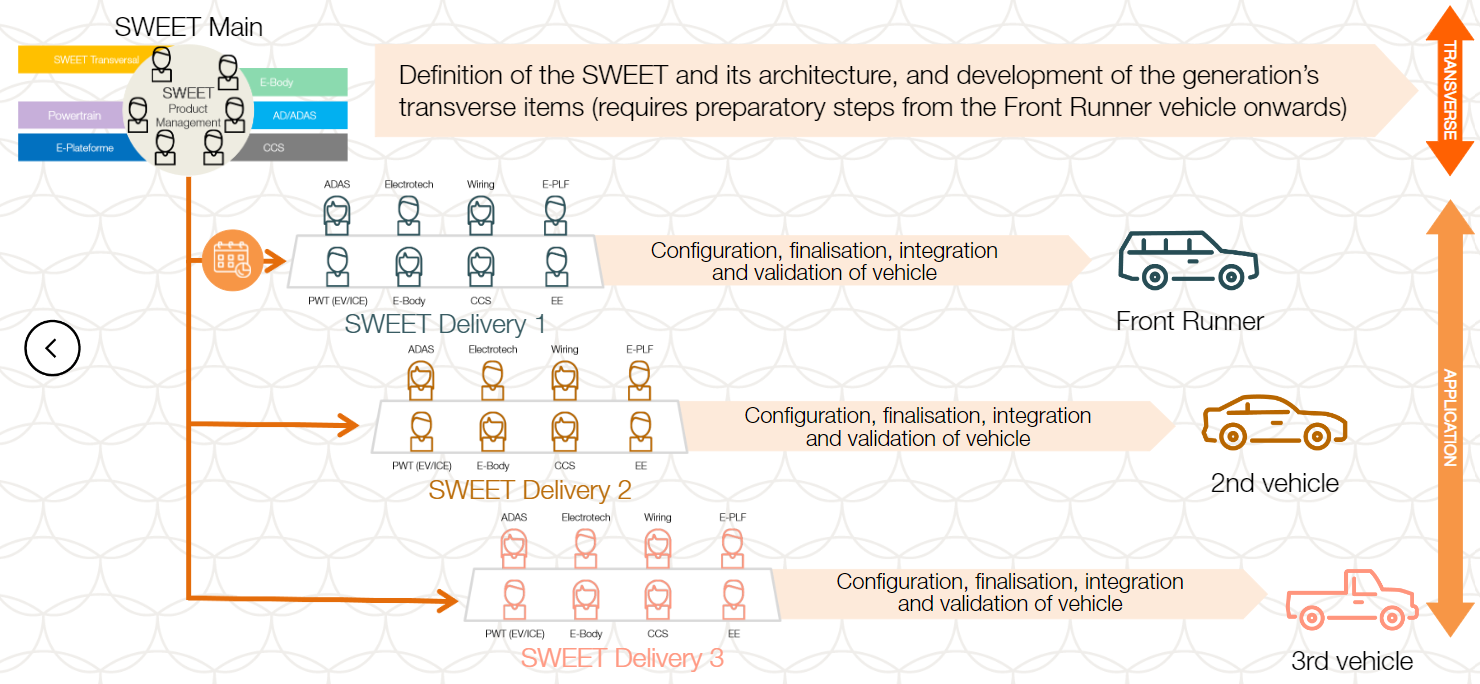 SWEET Main
SWEET Transversal
E-Body
SWEET
Product
Management
Powertrain
AD/ADAS
E-Plateforme
CCS
Definition of the SWEET and its architecture, and development of the generation's
transverse items (requires preparatory steps from the Front Runner vehicle onwards)
TRANSVERSE
ADAS Electrotech Wiring E-PLF
PWT (EV/ICE) E-Body CCS EE
SWEET Delivery 1
Configuration, finalisation, integration
and validation of vehicle
Front Runner
ADAS Electrotech Wiring E-PLF
PWT (EV/ICE) E-Body CCS EE
SWEET Delivery 2
Configuration, finalisation, integration
and validation of vehicle
2nd vehicle
ADAS Electrotech Wiring E-PLF
PWT (EV/ICE) E-Body CCS EE
SWEET Delivery 3
Configuration, finalisation, integration
and validation of vehicle
3rd vehicle
APPLICATION